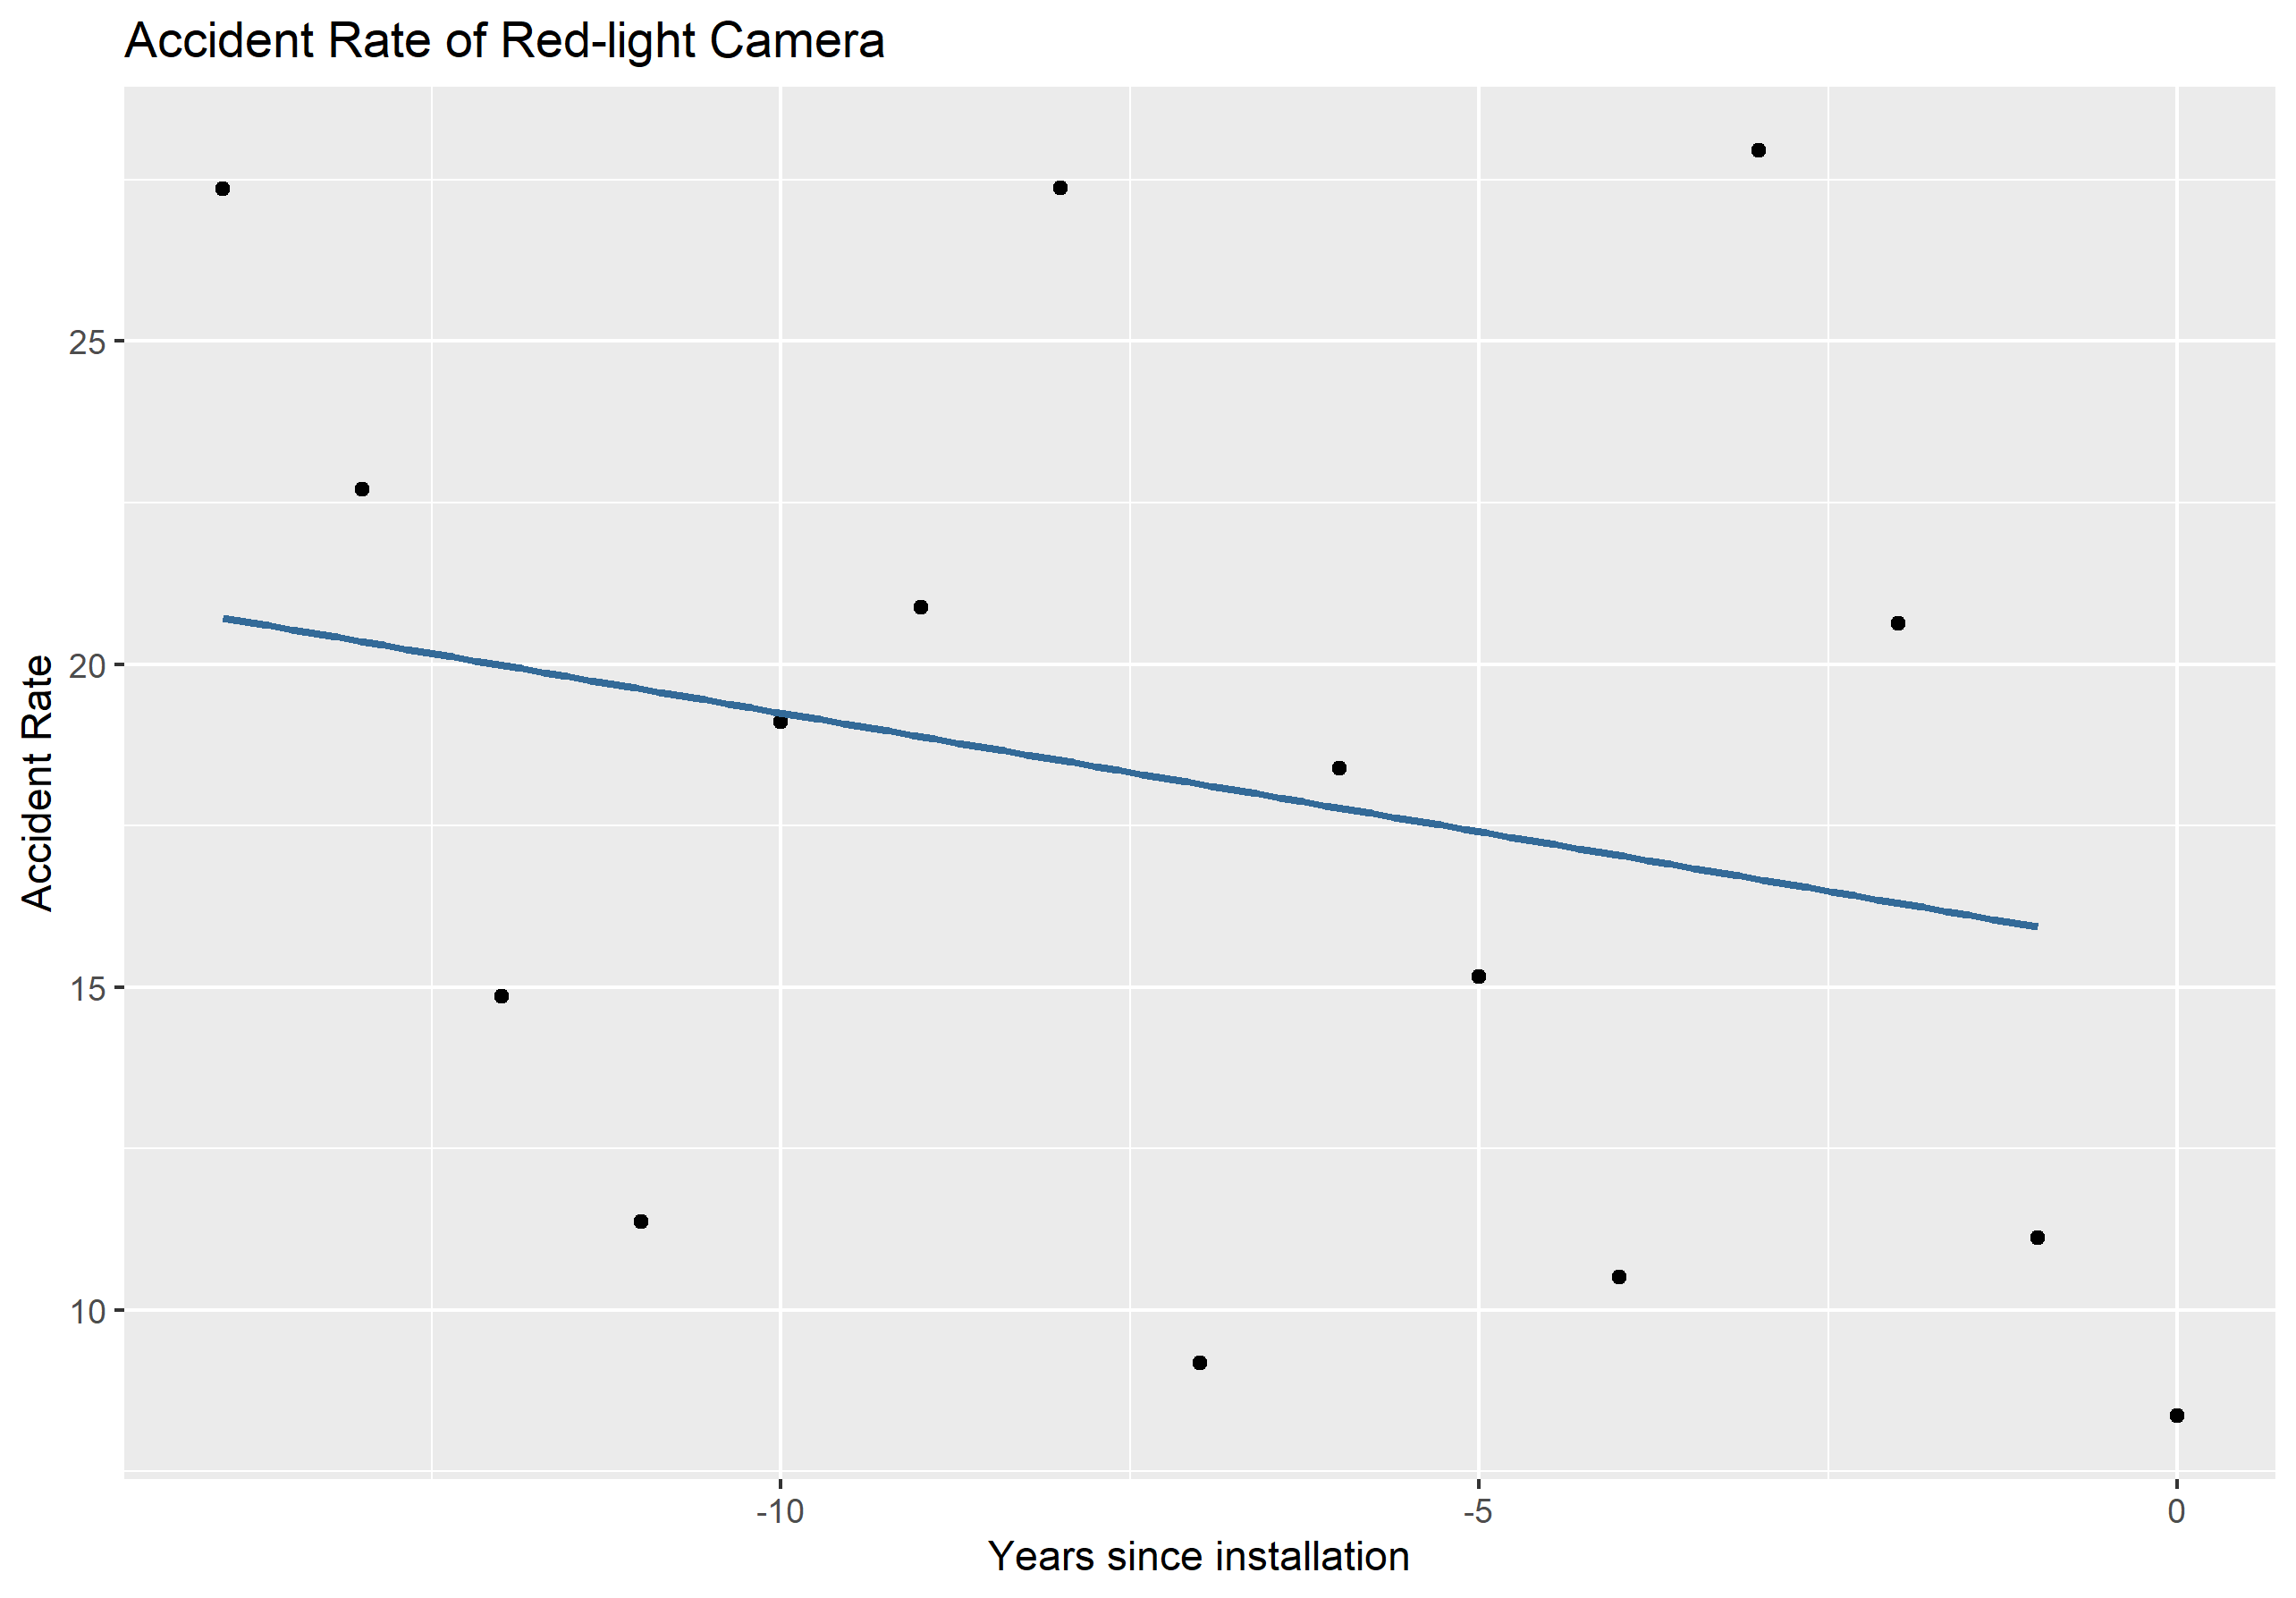 Accident Rate of Red-light Camera
25
20
15
10
Accident Rate
-10
-5
0
Years since installation